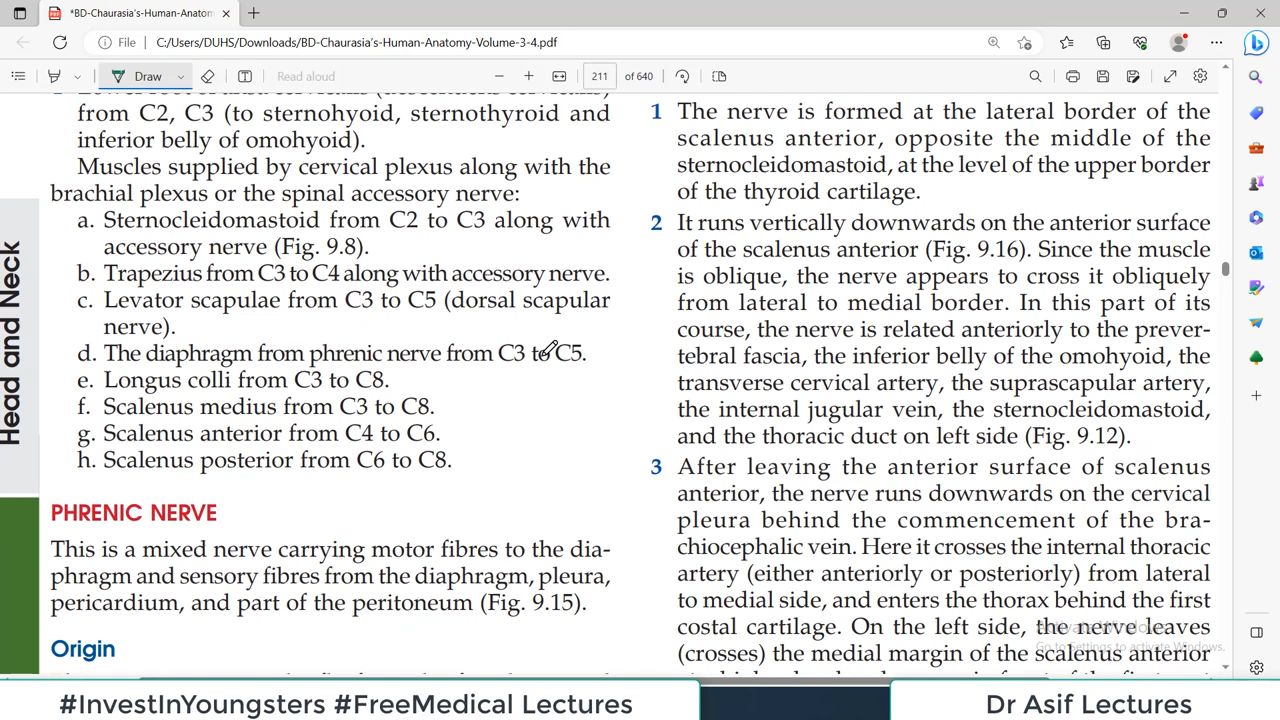 *BD-Chaurasia's-Human-Anatom
File
C:/Users/DUHS/Downloads/BD-Chaurasia's-Human-Anatomy-Volume-3-4.pdf
Draw
Read aloud
211
of 640
Head and Neck
from C2, C3 (to sternohyoid, sternothyroid and
inferior belly of omohyoid).
Muscles supplied by cervical plexus along with the
brachial plexus or the spinal accessory nerve:
a. Sternocleidomastoid from C2 to C3 along with
accessory nerve (Fig. 9.8).
b. Trapezius from C3 to C4 along with accessory nerve.
c. Levator scapulae from C3 to C5 (dorsal scapular
nerve).
d. The diaphragm from phrenic nerve from C3 to C5.
e. Longus colli from C3 to C8.
f. Scalenus medius from C3 to C8.
g. Scalenus anterior from C4 to C6.
h. Scalenus posterior from C6 to C8.
PHRENIC NERVE
This is a mixed nerve carrying motor fibres to the dia-
phragm and sensory fibres from the diaphragm, pleura,
pericardium, and part of the peritoneum (Fig. 9.15).
Origin
1 The nerve is formed at the lateral border of the
scalenus anterior, opposite the middle of the
sternocleidomastoid, at the level of the upper border
of the thyroid cartilage.
2 It runs vertically downwards on the anterior surface
of the scalenus anterior (Fig. 9.16). Since the muscle
is oblique, the nerve appears to cross it obliquely
from lateral to medial border. In this part of its
course, the nerve is related anteriorly to the prever-
tebral fascia, the inferior belly of the omohyoid, the
transverse cervical artery, the suprascapular artery,
the internal jugular vein, the sternocleidomastoid,
and the thoracic duct on left side (Fig. 9.12).
3 After leaving the anterior surface of scalenus
anterior, the nerve runs downwards on the cervical
pleura behind the commencement of the bra-
chiocephalic vein. Here it crosses the internal thoracic
artery (either anteriorly or posteriorly) from lateral
to medial side, and enters the thorax behind the first
costal cartilage. On the left side, the nerve leaves
(crosses) the medial margin of the scalenus anterior
Activate Windows
Go to Settings to activate Windows.
#InvestInYoungsters #FreeMedical Lectures
Dr Asif Lectures